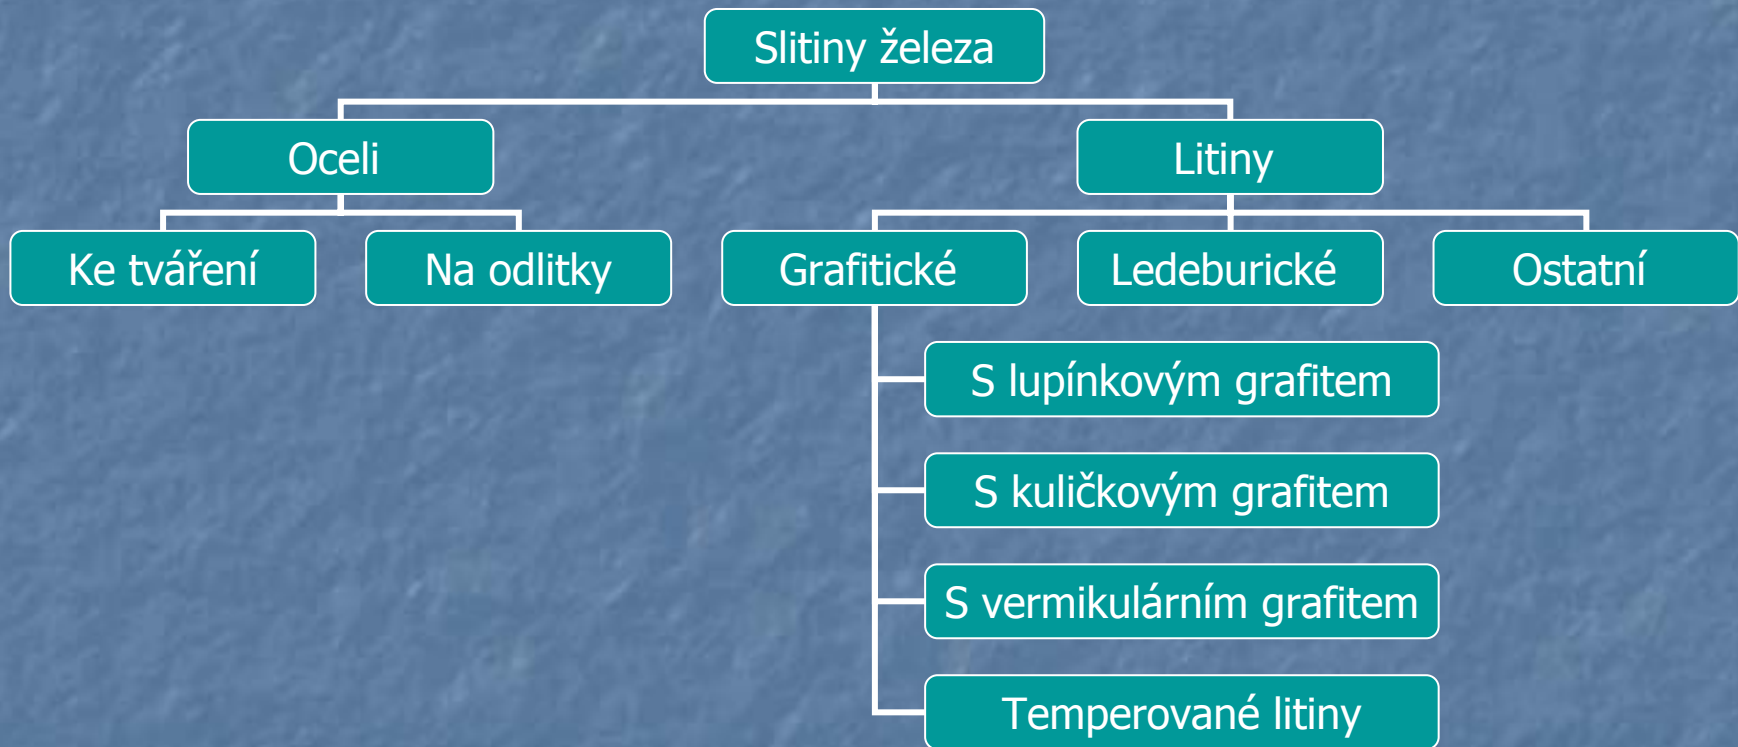 Slitiny železa
Oceli
Litiny
Ke tváření
Na odlitky
Grafitické
Ledeburické
Ostatní
S lupínkovým grafitem
S kuličkovým grafitem
S vermikulárním grafitem
Temperované litiny